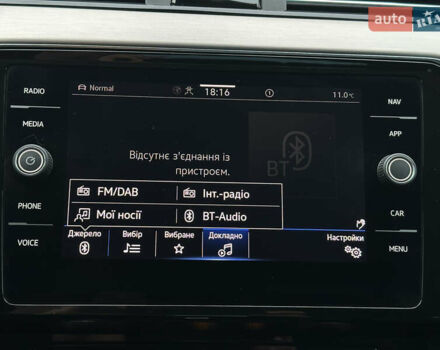 auto RIA
RADIO
MEDIA
PHONE
VOICE
Normal
18:16
11.0°C
Відсутнє з'єднання із
пристроєм.
BT
FM/DAB
Інт.-радіо
Мої носії
BT-Audio
Джерело
Вибір
Вибране
Докладно
Настройки
NAV
APP
CAR
MENU